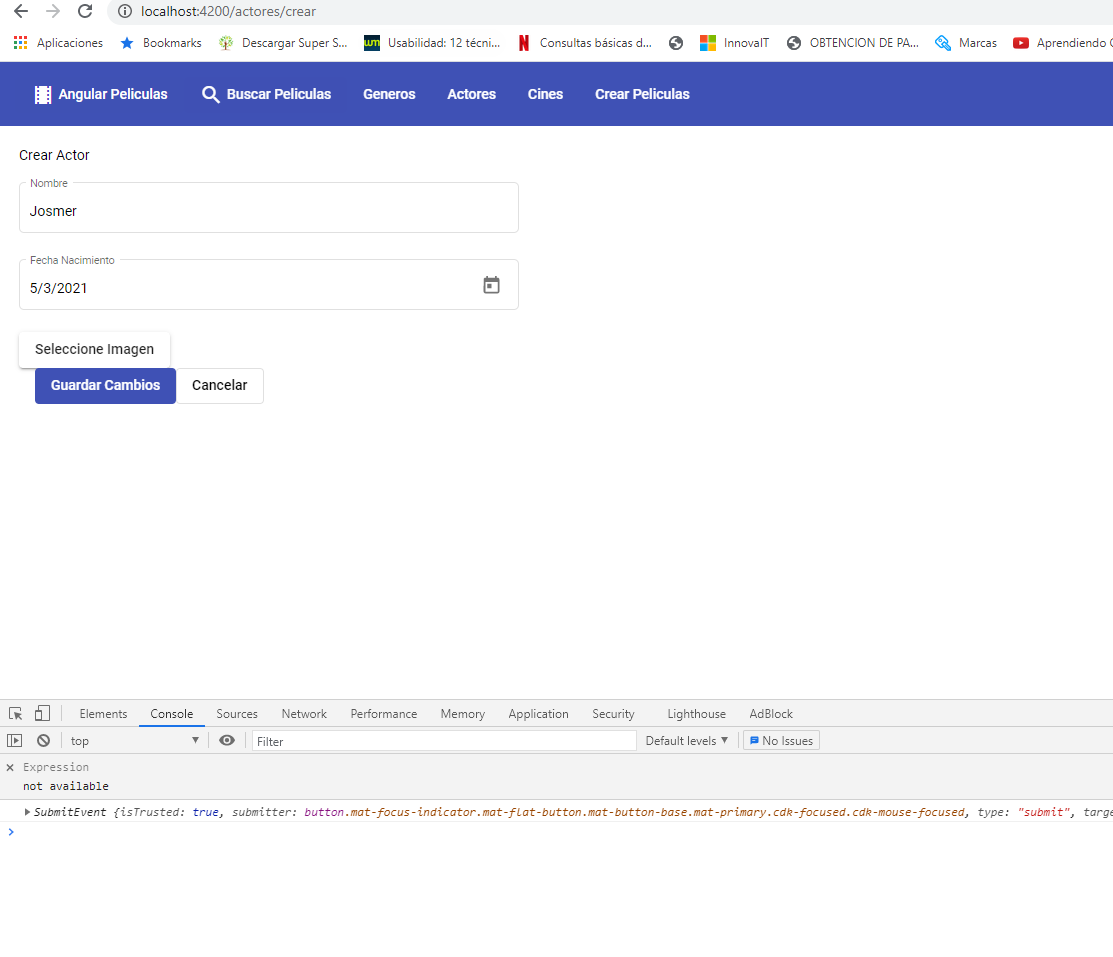 localhost:4200/actores/crear
Aplicaciones Bookmarks Descargar Super S... Usabilidad: 12 técni... Consultas básicas d... InnovaIT OBTENCION DE PA... Marcas Aprendiendo
Angular Peliculas Buscar Peliculas Generos Actores Cines Crear Peliculas
Crear Actor
Nombre
Josmer
Fecha Nacimiento
5/3/2021
Seleccione Imagen
Guardar Cambios Cancelar
Elements Console Sources Network Performance Memory Application Security Lighthouse AdBlock
top Filter Default levels No Issues
Expression
not available
SubmitEvent {isTrusted: true, submitter: button.mat-focus-indicator.mat-flat-button.mat-button-base.mat-primary.cdk-focused.cdk-mouse-focused, type: "submit", targe